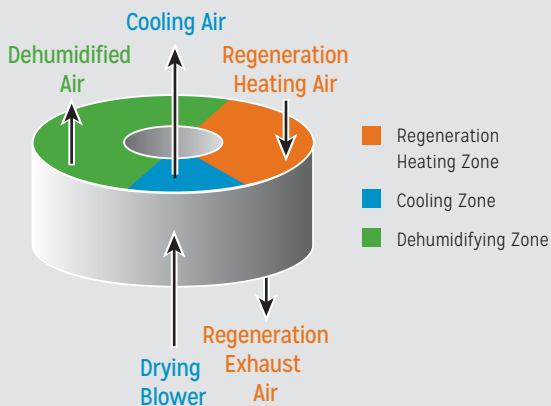 Cooling Air
Dehumidified
Air
Regeneration
Heating Air
Regeneration
Heating Zone
Cooling Zone
Dehumidifying Zone
Drying
Blower
Regeneration
Exhaust
Air